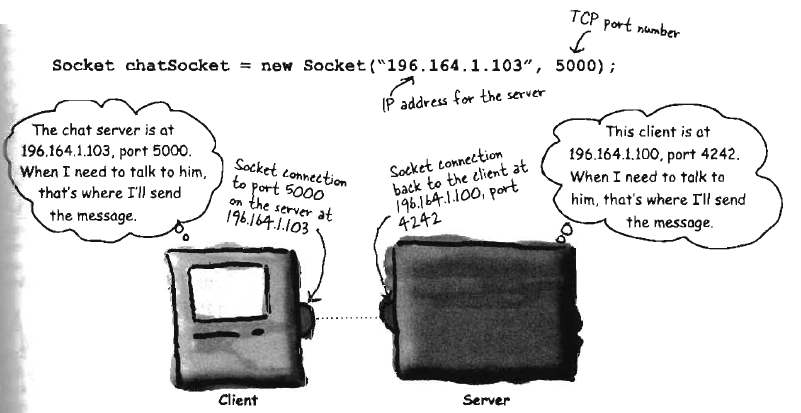 TCP port number
Socket chatSocket = new Socket("196.164.1.103", 5000);
IP address for the server
The chat server is at
196.164.1.103, port 5000.
When I need to talk to him,
that's where I'll send
the message.
Socket connection
to port 5000
on the server at
196.164.1.103
Socket connection
back to the client at
196.164.1.100, port
4242
This client is at
196.164.1.100, port 4242.
When I need to talk to
him, that's where I'll send
the message.
Client
Server